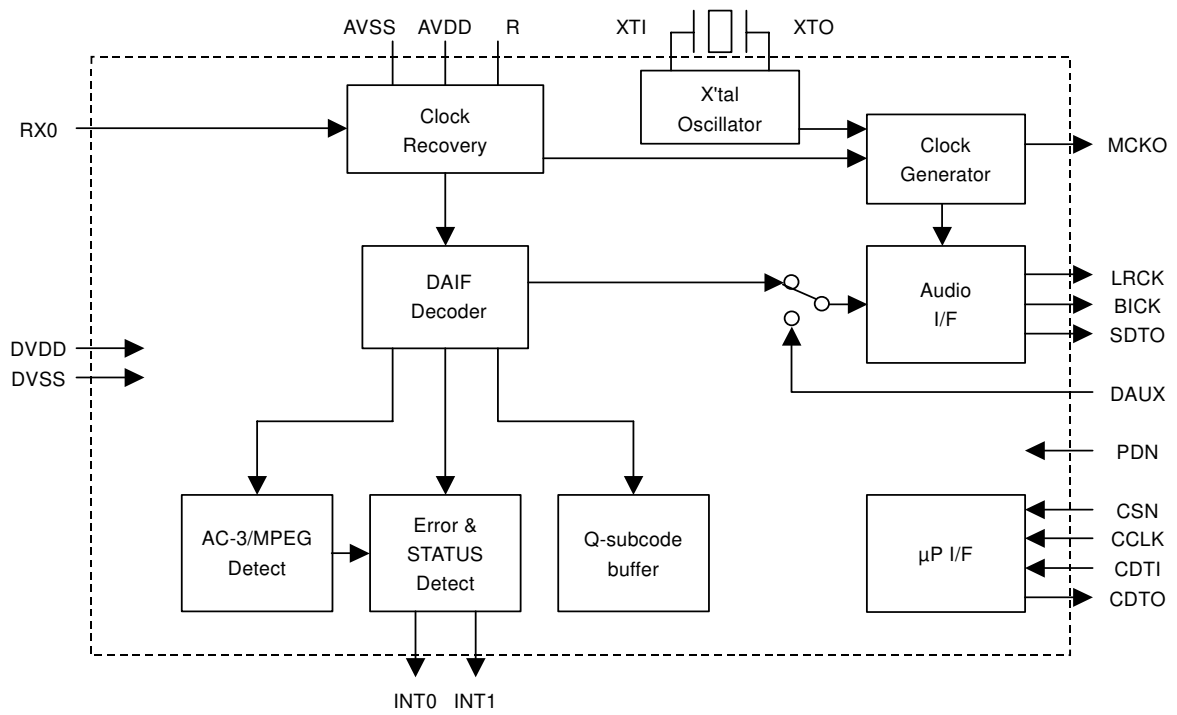 AVSS AVDD R XTI XTO
X'tal
Oscillator
Clock
Recovery
RX0
Clock
Generator
MCKO
DAIF
Decoder
Audio
I/F
LRCK
BICK
SDTO
DVDD
DVSS
DAUX
PDN
AC-3/MPEG
Detect
Error &
STATUS
Detect
Q-subcode
buffer
µP I/F
CSN
CCLK
CDTI
CDTO
INT0 INT1